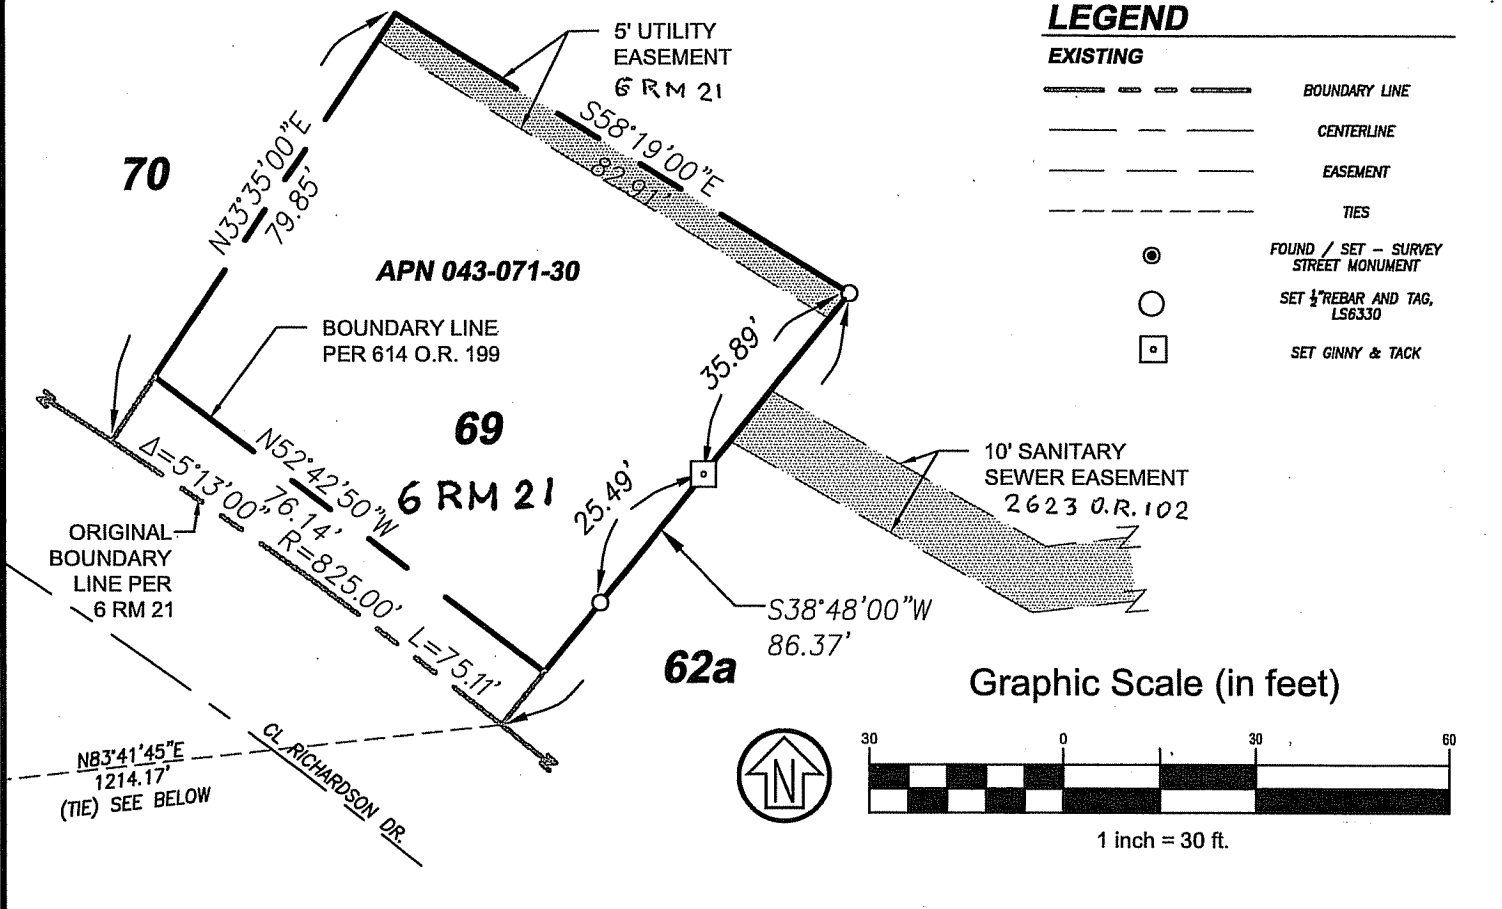 5' UTILITY
EASEMENT
6 RM 21
S58°19'00"E
82.91'
70
N33°35'00"E
79.85'
APN 043-071-30
BOUNDARY LINE
PER 614 O.R. 199
35.89'
69
6 RM 21
N52°42'50"W
76.14'
25.49'
Δ=5°13'00"
R=825.00'
L=75.11'
ORIGINAL
BOUNDARY
LINE PER
6 RM 21
10' SANITARY
SEWER EASEMENT
2623 O.R. 102
S38°48'00"W
86.37'
62a
N83°41'45"E
1214.17'
(TIE) SEE BELOW
CL RICHARDSON DR.
LEGEND
EXISTING
BOUNDARY LINE
CENTERLINE
EASEMENT
TIES
FOUND / SET - SURVEY
STREET MONUMENT
SET ½"REBAR AND TAG,
LS6330
SET GINNY & TACK
Graphic Scale (in feet)
30 0 30 60
N
1 inch = 30 ft.